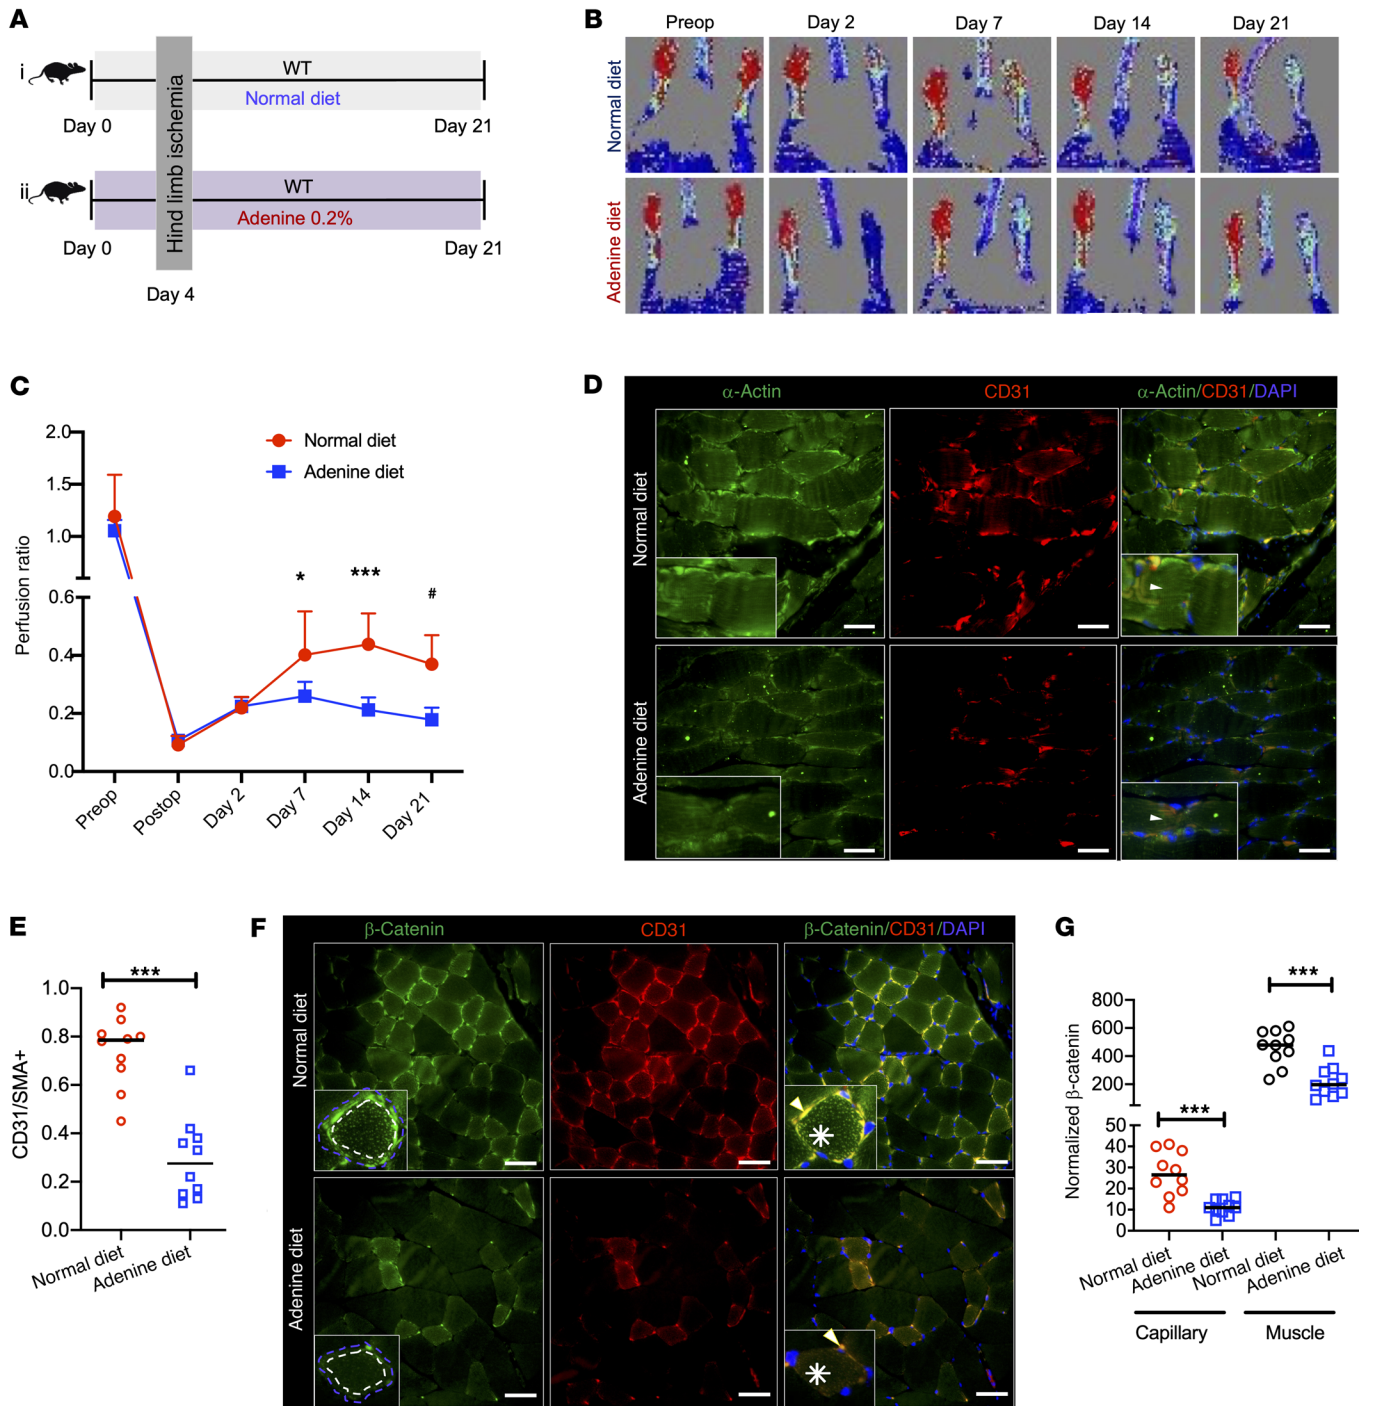 A
i
WT
Normal diet
Day 0
Day 21
Hind limb ischemia
ii
WT
Adenine 0.2%
Day 0
Day 21
Day 4
B
Preop Day 2 Day 7 Day 14 Day 21
Normal diet
Adenine diet
C
Normal diet
Adenine diet
Perfusion ratio
2.0
1.5
1.0
0.6
0.4
0.2
0.0
* *** #
Preop Postop Day 2 Day 7 Day 14 Day 21
D
α-Actin CD31 α-Actin/CD31/DAPI
Normal diet
Adenine diet
E
***
CD31/SMA+
1.0
0.8
0.6
0.4
0.2
0.0
Normal diet Adenine diet
F
β-Catenin CD31 β-Catenin/CD31/DAPI
Normal diet
Adenine diet
G
***
***
Normalized β-catenin
800
600
400
200
50
40
30
20
10
0
Normal diet Adenine diet Normal diet Adenine diet
Capillary Muscle